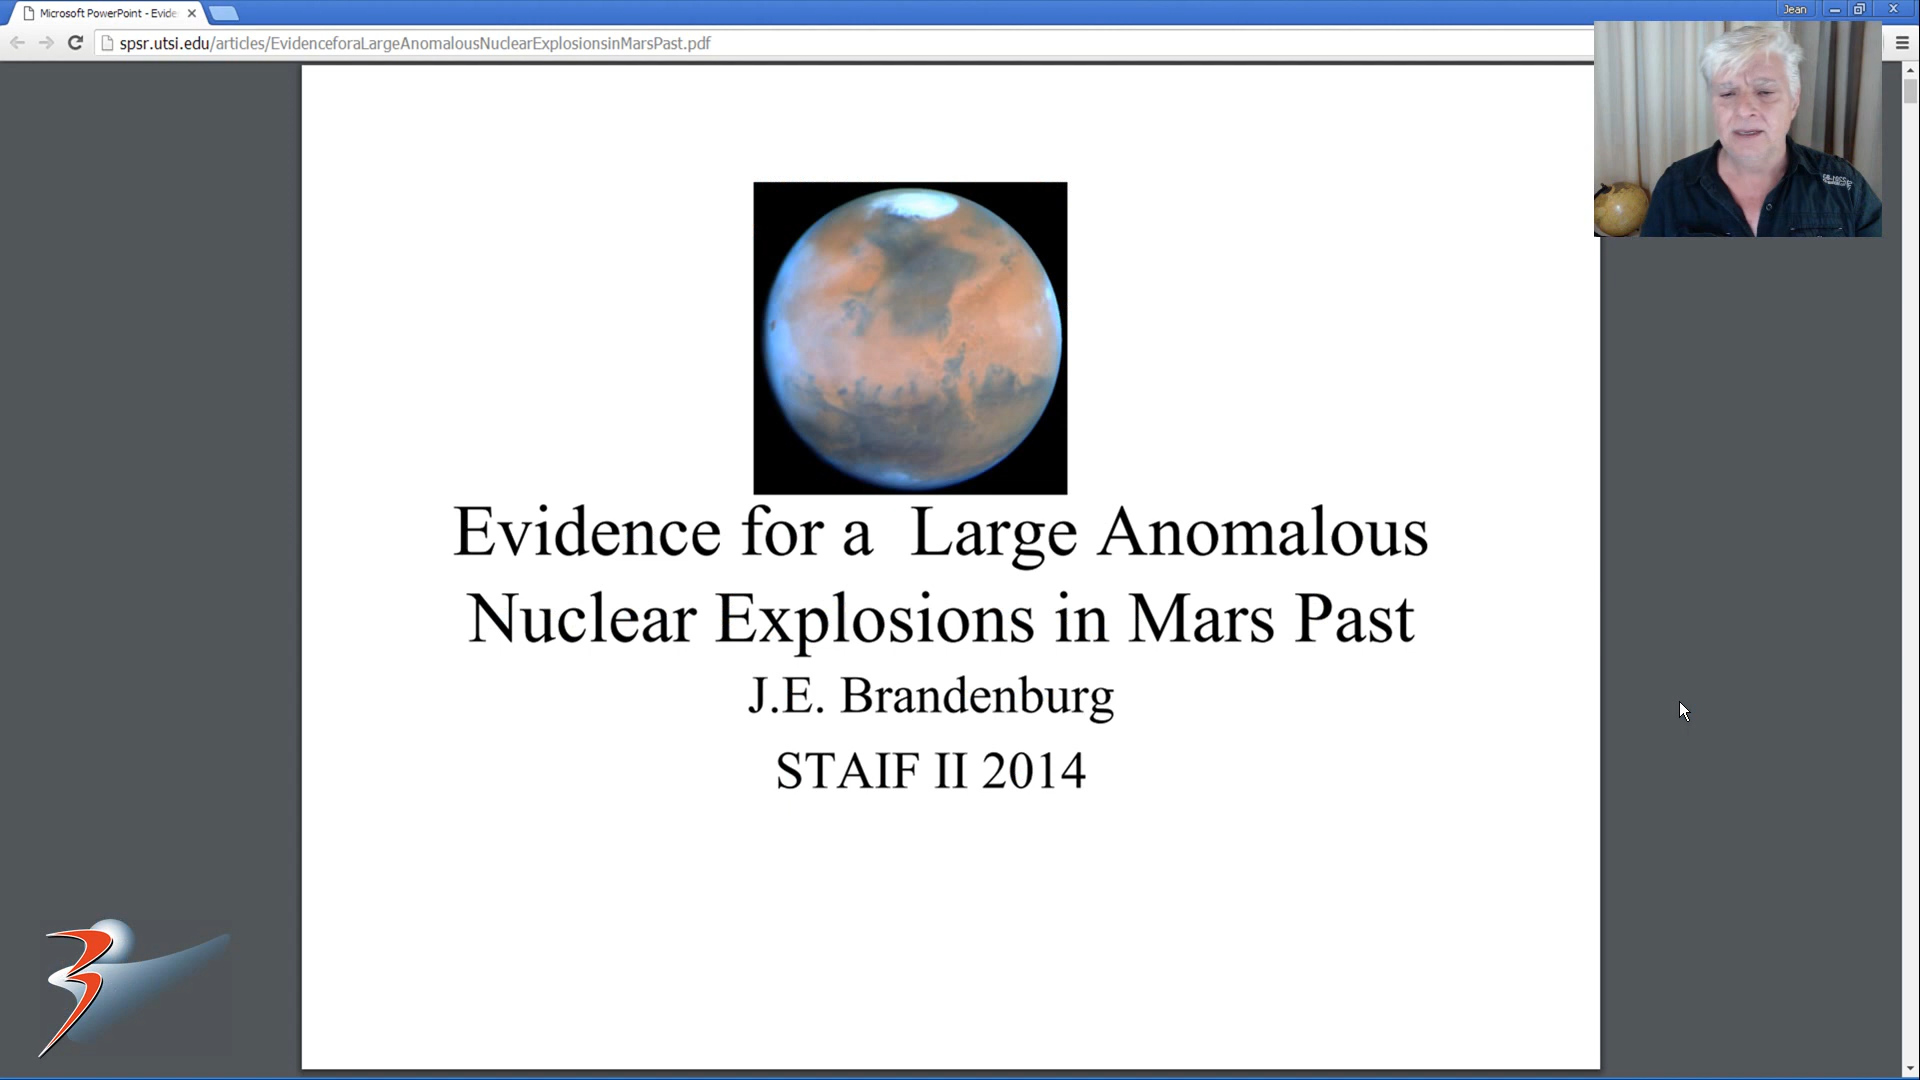 Microsoft PowerPoint - Evide
Jean
spsr.utsi.edu/articles/EvidenceforaLargeAnomalousNuclearExplosionsinMarsPast.pdf
Evidence for a Large Anomalous
Nuclear Explosions in Mars Past
J.E. Brandenburg
STAIF II 2014